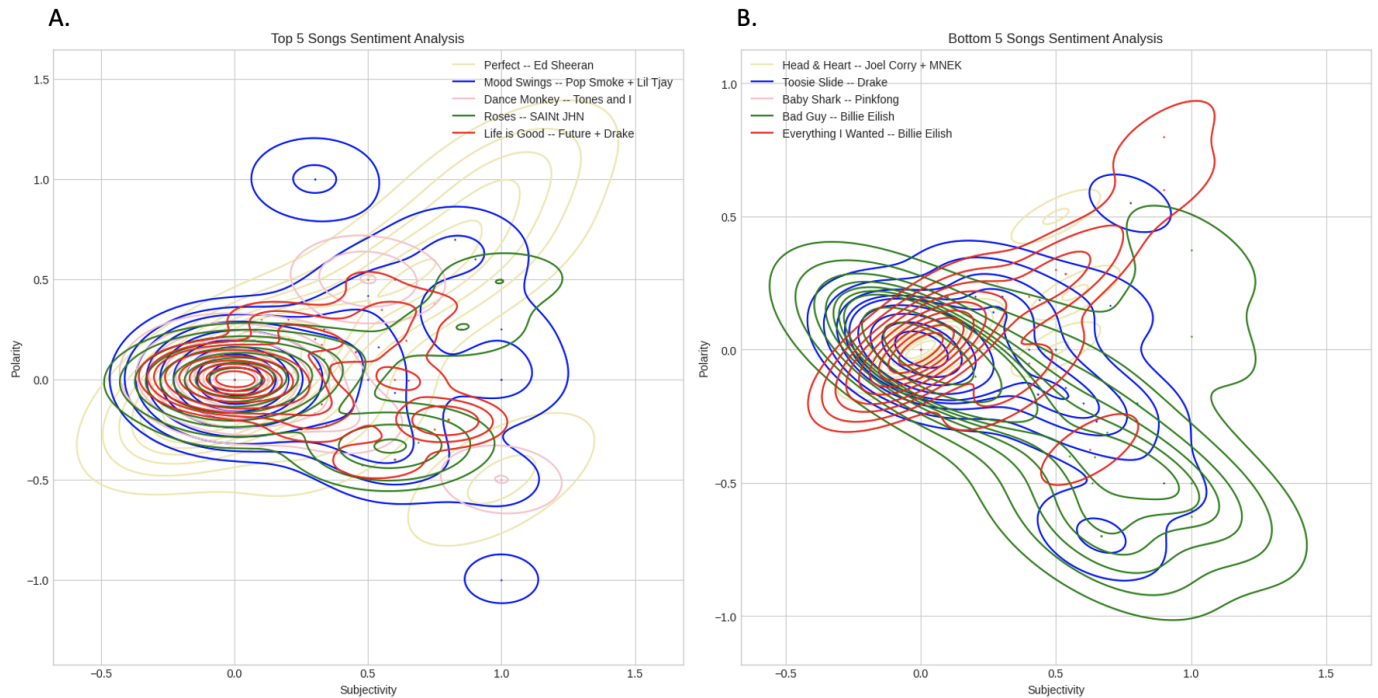 A.
Top 5 Songs Sentiment Analysis
Perfect -- Ed Sheeran
Mood Swings -- Pop Smoke + Lil Tjay
Dance Monkey -- Tones and I
Roses -- SAINt JHN
Life is Good -- Future + Drake
1.5
1.0
0.5
0.0
−0.5
−1.0
Polarity
−0.5
0.0
0.5
1.0
1.5
Subjectivity
B.
Bottom 5 Songs Sentiment Analysis
Head & Heart -- Joel Corry + MNEK
Toosie Slide -- Drake
Baby Shark -- Pinkfong
Bad Guy -- Billie Eilish
Everything I Wanted -- Billie Eilish
1.0
0.5
0.0
−0.5
−1.0
Polarity
−0.5
0.0
0.5
1.0
1.5
Subjectivity